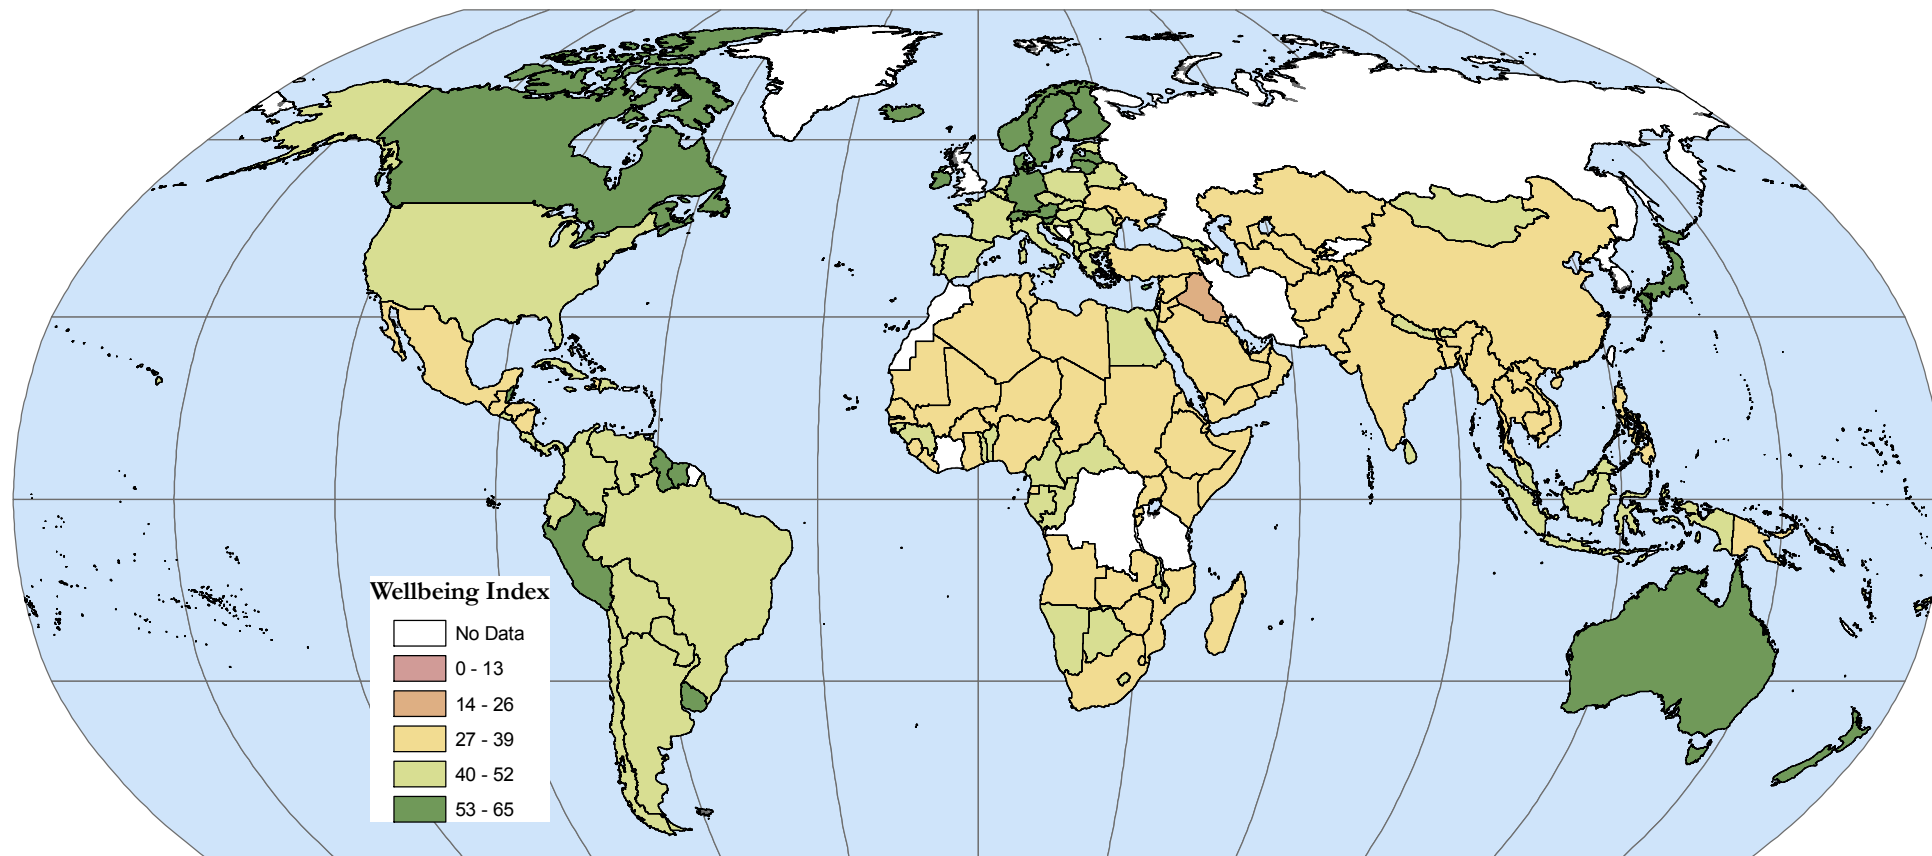 Wellbeing Index
No Data
0 - 13
14 - 26
27 - 39
40 - 52
53 - 65